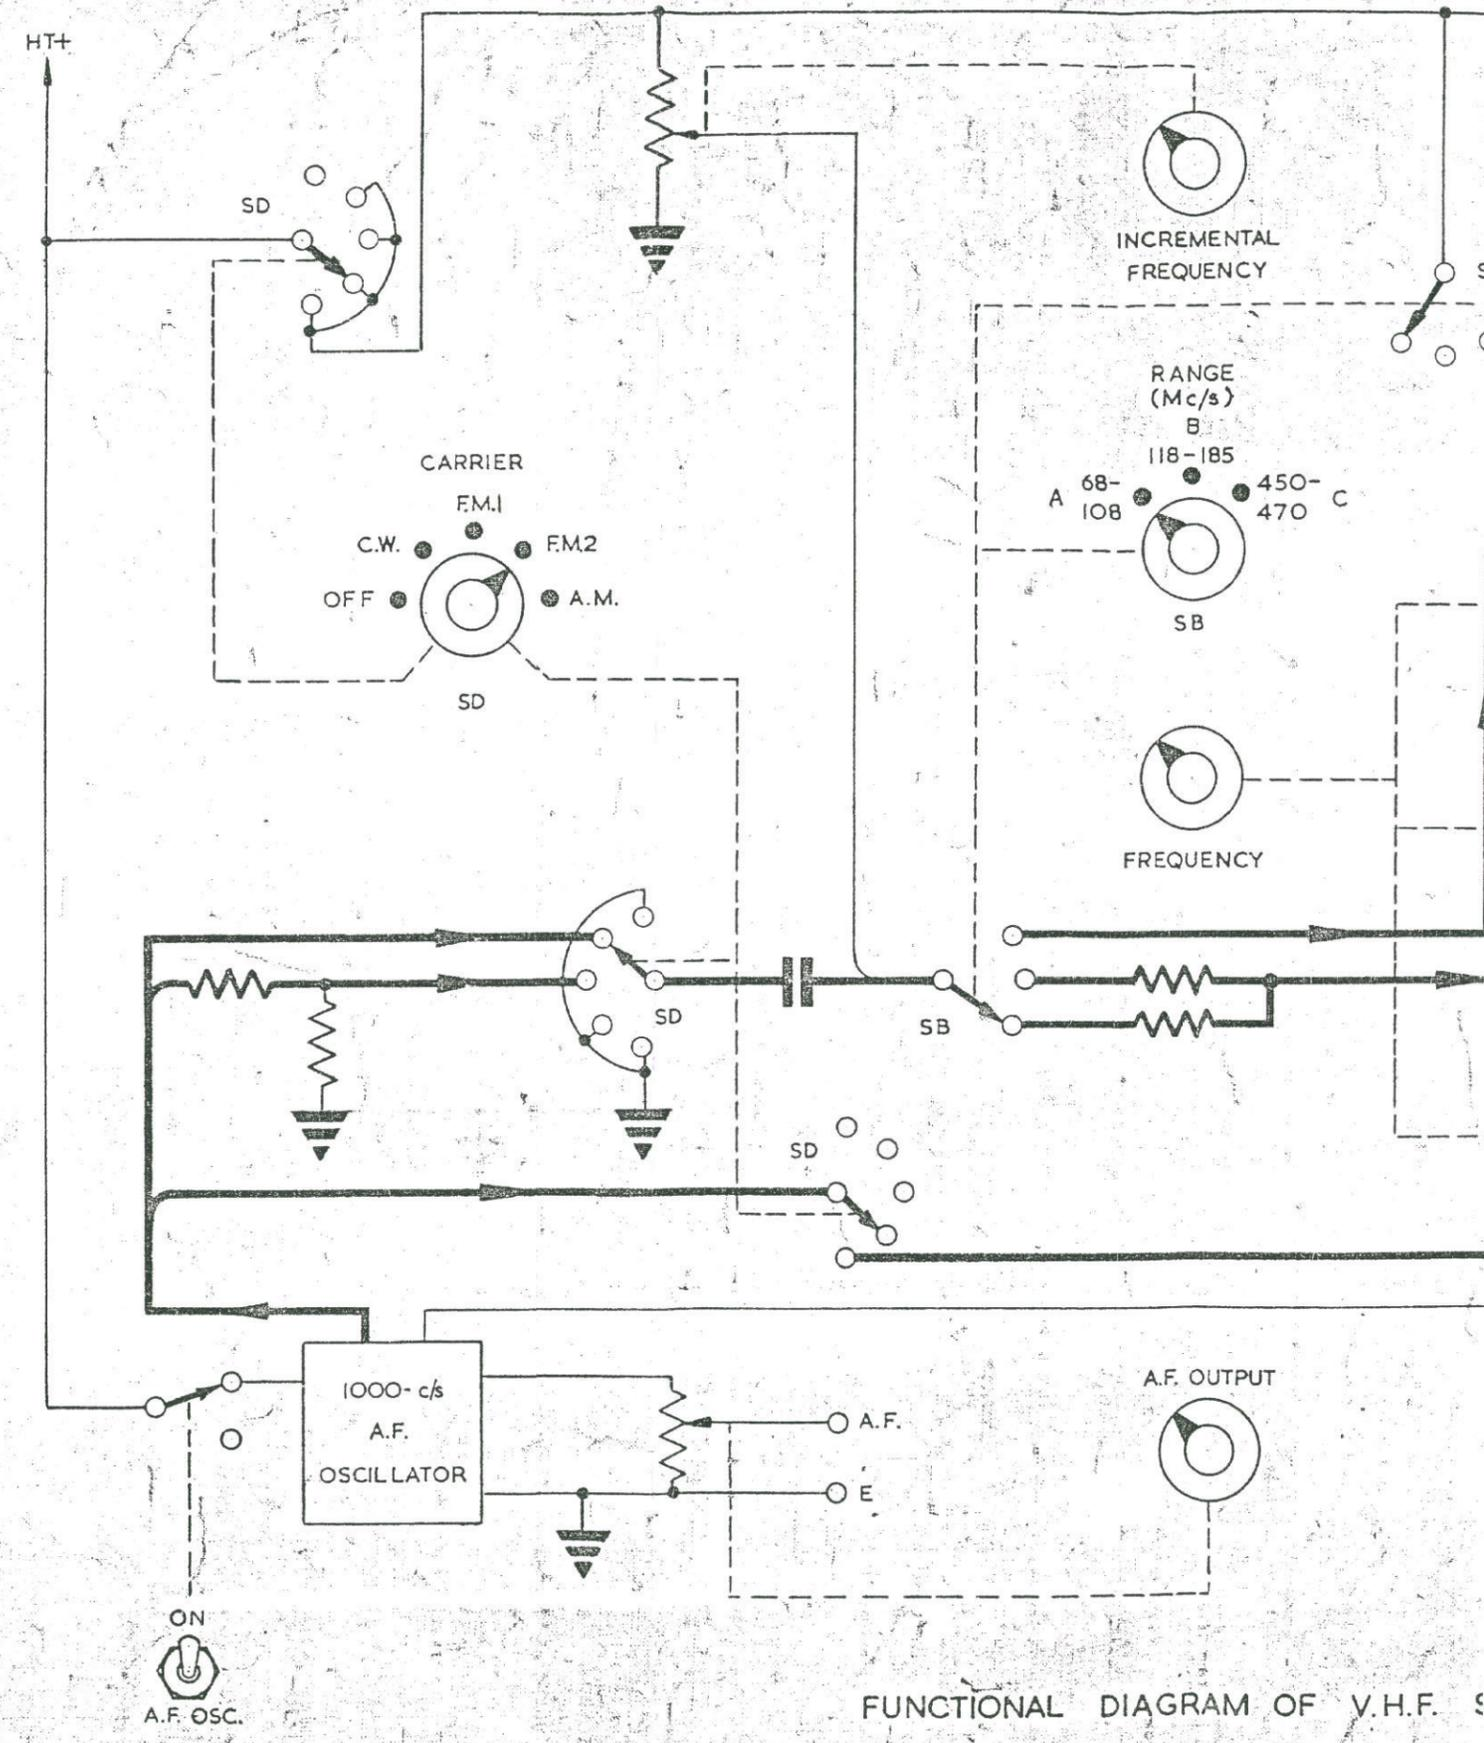 HT+
SD
INCREMENTAL
FREQUENCY
S
RANGE
(Mc/s)
B
118-185
A 68-108
450-470 C
SB
CARRIER
F.M.1
C.W.
F.M.2
OFF
A.M.
SD
FREQUENCY
SD
SB
SD
1000- c/s
A.F.
OSCILLATOR
A.F.
E
A.F. OUTPUT
ON
A.F. OSC.
FUNCTIONAL DIAGRAM OF V.H.F. S